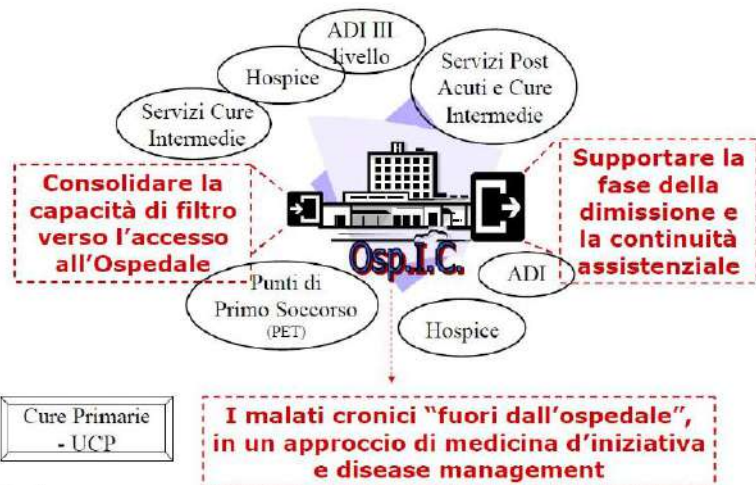 ADI III
livello
Hospice
Servizi Post
Acuti e Cure
Intermedie
Servizi Cure
Intermedie
Consolidare la
capacità di filtro
verso l'accesso
all'Ospedale
Supportare la
fase della
dimissione e
la continuità
assistenziale
Osp.I.C.
Punti di
Primo Soccorso
(PET)
ADI
Hospice
Cure Primarie
- UCP
I malati cronici "fuori dall'ospedale",
in un approccio di medicina d'iniziativa
e disease management